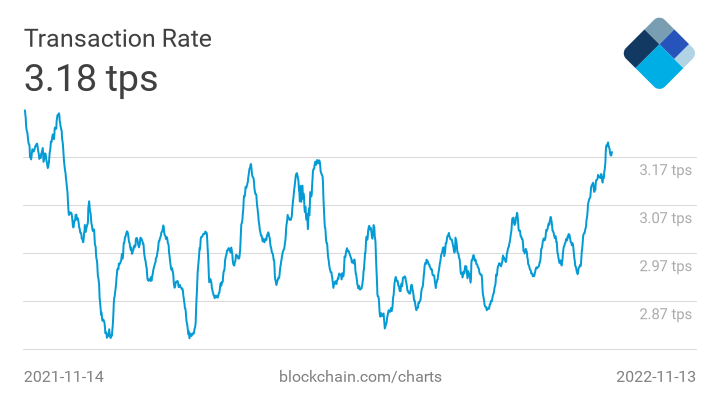 Transaction Rate
3.18 tps
3.17 tps
3.07 tps
2.97 tps
2.87 tps
2021-11-14 blockchain.com/charts 2022-11-13